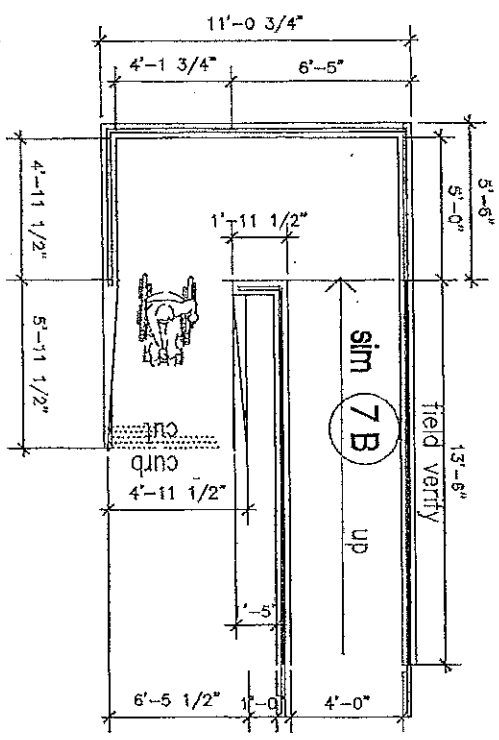 11'-0 3/4"
4'-1 3/4"
6'-5"
5'-6"
5'-0"
4'-11 1/2"
1'-11 1/2"
5'-11 1/2"
sim 7B
up
field verify
13'-6"
curb
cut
4'-11 1/2"
1'-5"
6'-5 1/2"
1'-0"
4'-0"